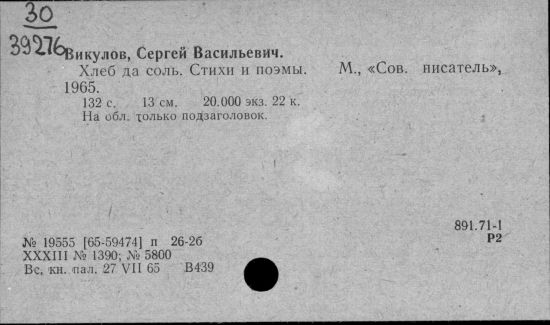 30
39276
Викулов, Сергей Васильевич.
Хлеб да соль. Стихи и поэмы. М., «Сов. писатель»,
1965.
132 с. 13 см. 20.000 экз. 22 к.
На обл. только подзаголовок.
891.71-1
Р2
№ 19555 [65-59474] п 26-2б
XXXIII № 1390; № 5800
Вс. кн. пал. 27 VII 65 В439